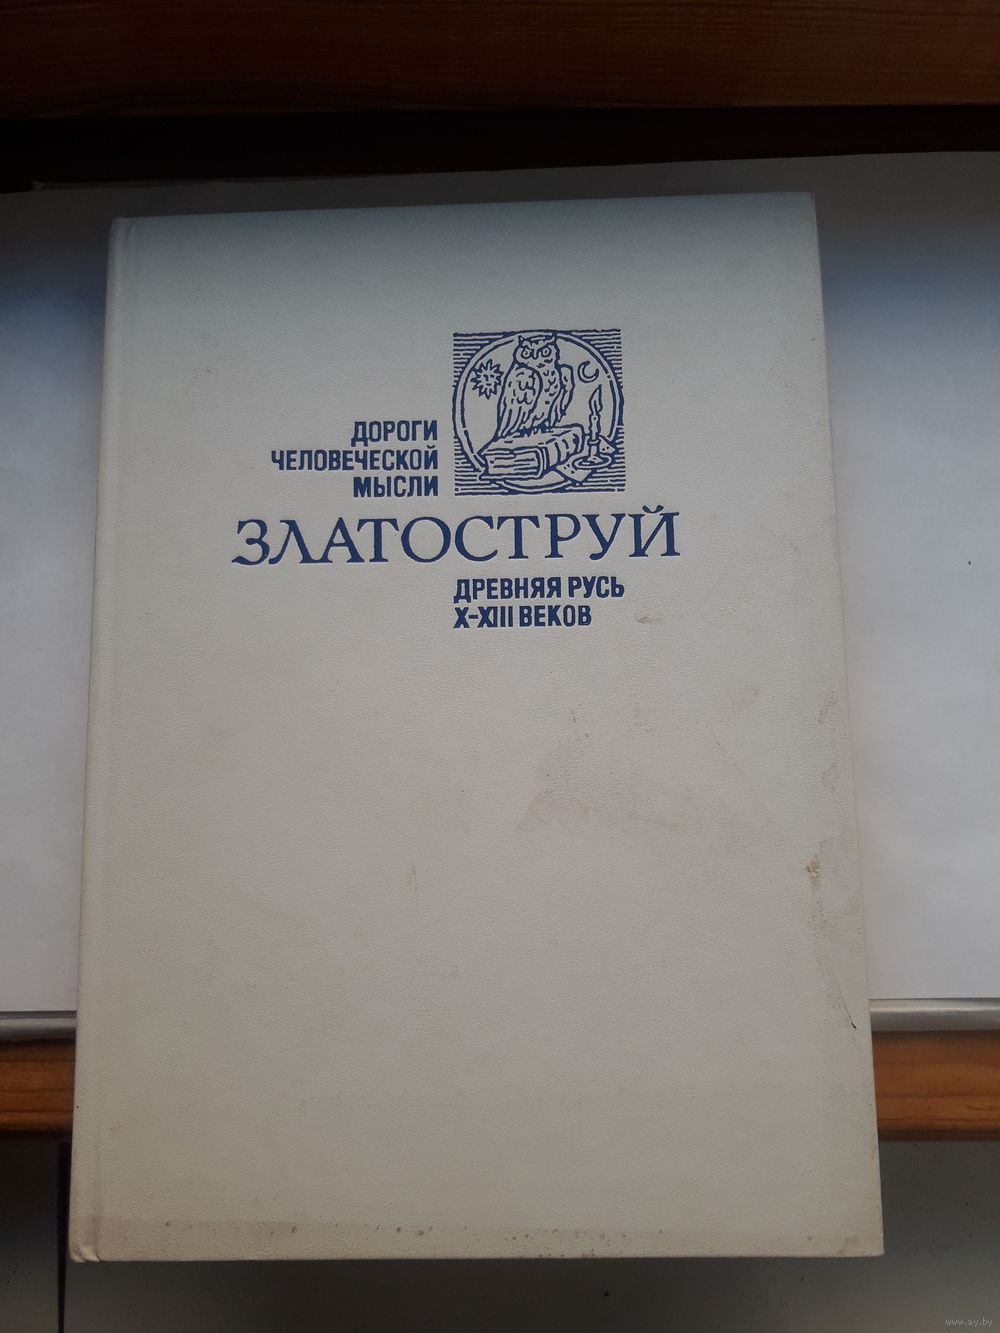 ДОРОГИ
ЧЕЛОВЕЧЕСКОЙ
МЫСЛИ
ЗЛАТОСТРУЙ
ДРЕВНЯЯ РУСЬ
X-XIII ВЕКОВ
www.ay.by